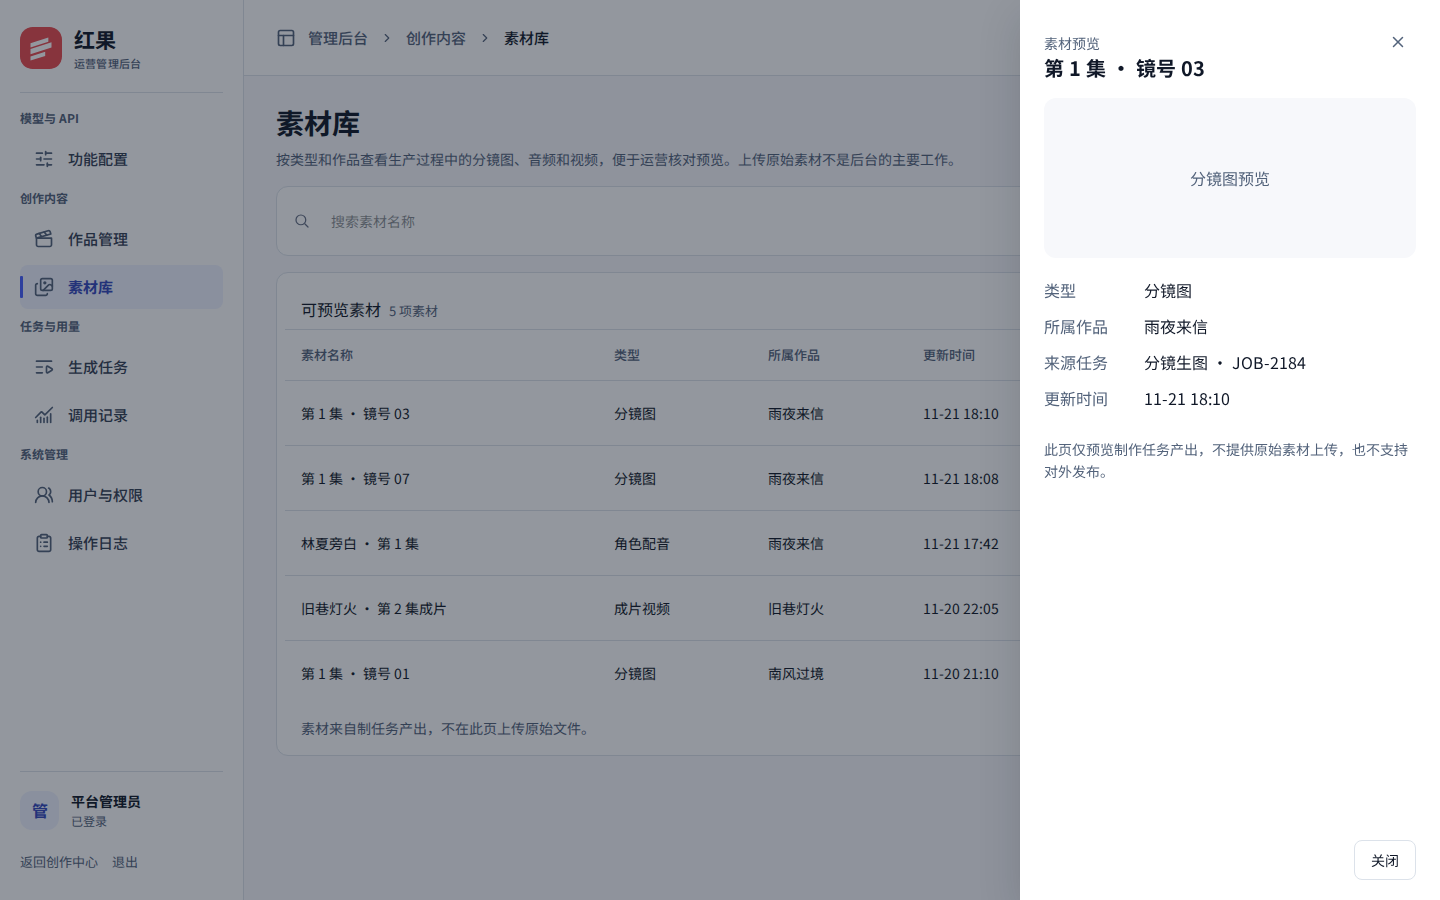 红果
运营管理后台
模型与 API
功能配置
创作内容
作品管理
素材库
任务与用量
生成任务
调用记录
系统管理
用户与权限
操作日志
管
平台管理员
已登录
返回创作中心 退出
管理后台 > 创作内容 > 素材库
素材库
按类型和作品查看生产过程中的分镜图、音频和视频，便于运营核对预览。上传原始素材不是后台的主要工作。
搜索素材名称
可预览素材 5 项素材
素材名称 类型 所属作品 更新时间
第 1 集 · 镜号 03 分镜图 雨夜来信 11-21 18:10
第 1 集 · 镜号 07 分镜图 雨夜来信 11-21 18:08
林夏旁白 · 第 1 集 角色配音 雨夜来信 11-21 17:42
旧巷灯火 · 第 2 集成片 成片视频 旧巷灯火 11-20 22:05
第 1 集 · 镜号 01 分镜图 南风过境 11-20 21:10
素材来自制任务产出，不在此页上传原始文件。
素材预览
第 1 集 · 镜号 03
分镜图预览
类型 分镜图
所属作品 雨夜来信
来源任务 分镜生图 · JOB-2184
更新时间 11-21 18:10
此页仅预览制作任务产出，不提供原始素材上传，也不支持
对外发布。
关闭